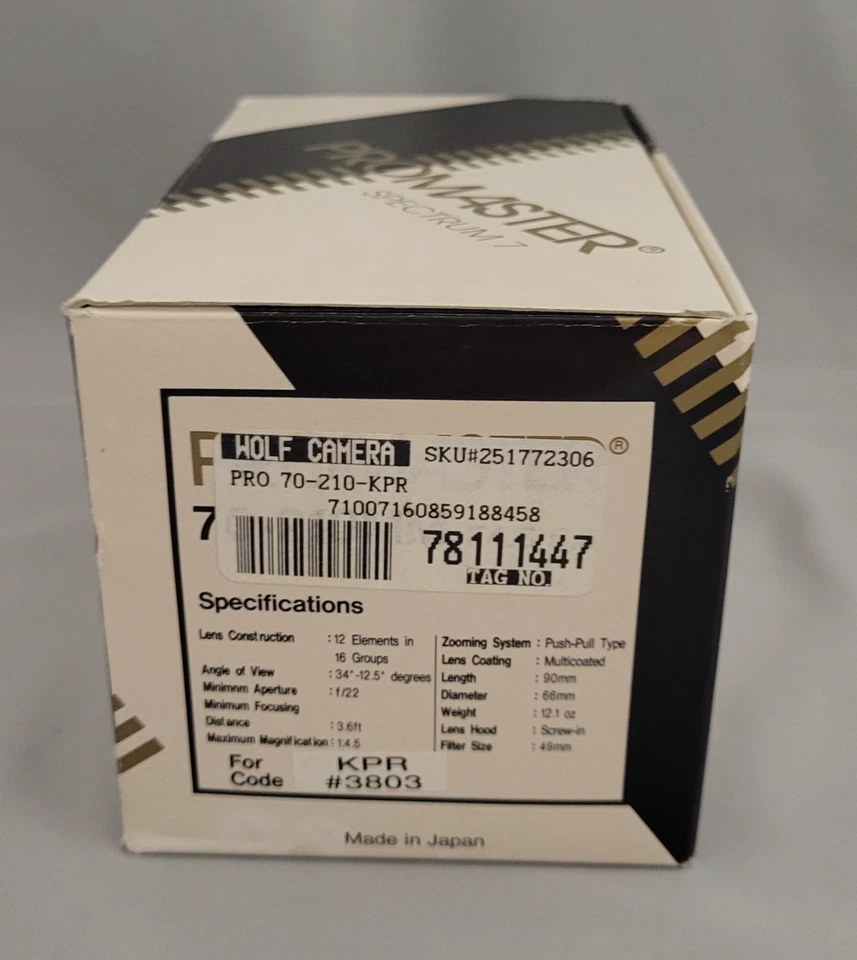 PROMASTER®
SPECTRUM 7
WOLF CAMERA SKU#251772306
®
PRO 70-210-KPR
71007160859188458
7
78111447
TAG NO.
Specifications
Lens Construction : 12 Elements in
16 Groups
Angle of View : 34°-12.5° degrees
Minimnm Aperture : f/22
Minimum Focusing
Distance : 3.6ft
Maximum Magnification : 1:4.5
Zooming System : Push-Pull Type
Lens Coating : Multicoated
Length : 90mm
Diameter : 66mm
Weight : 12.1 oz
Lens Hood : Screw-in
Filter Size : 49mm
For KPR
Code #3803
Made in Japan